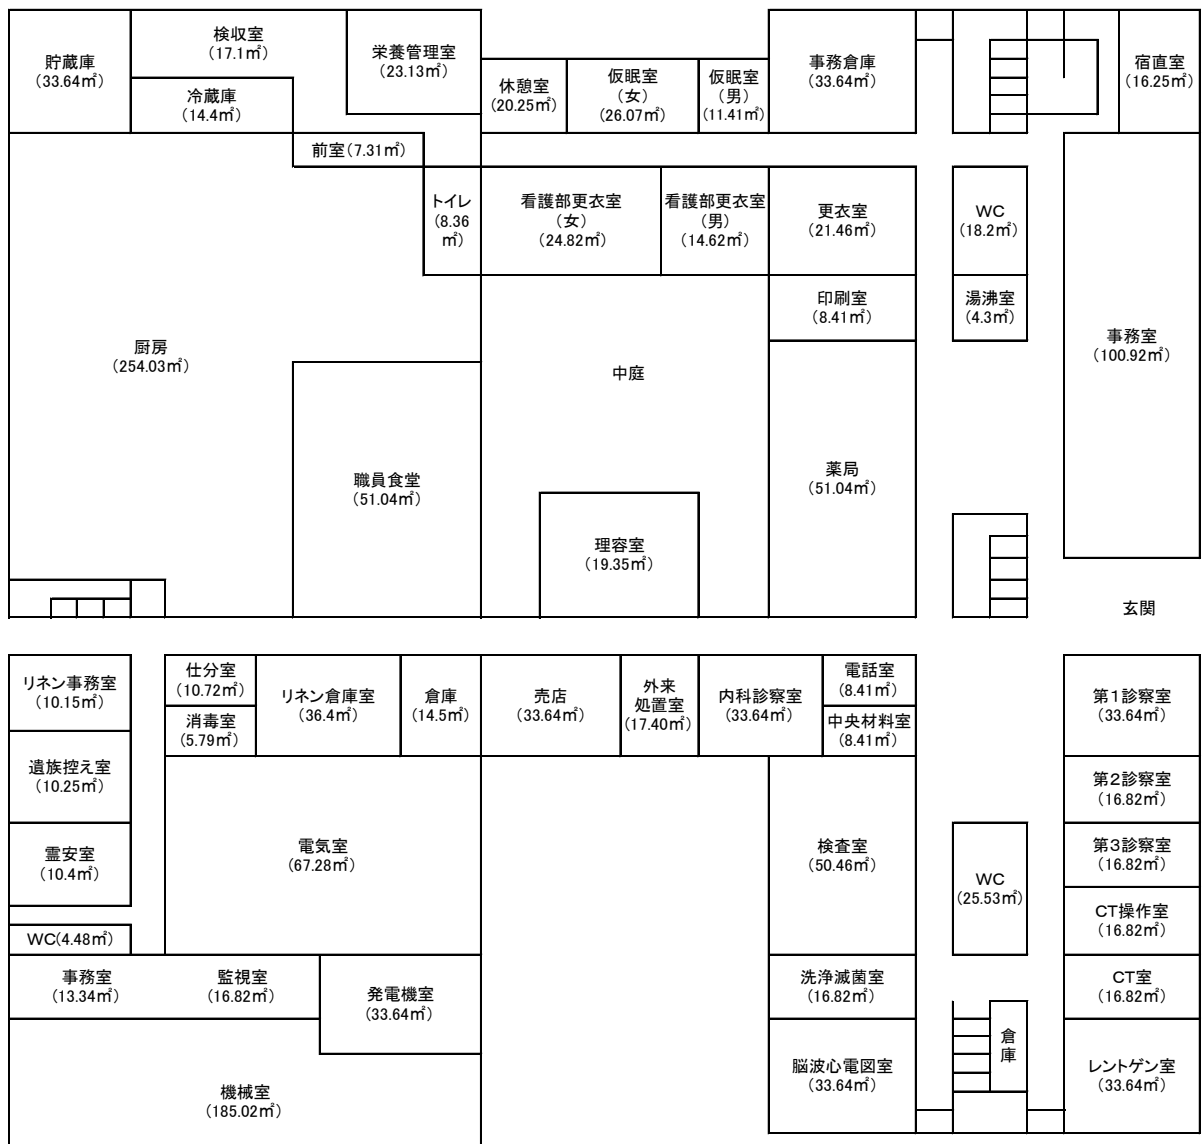 貯蔵庫
(33.64㎡)
検収室
(17.1㎡)
冷蔵庫
(14.4㎡)
栄養管理室
(23.13㎡)
休憩室
(20.25㎡)
仮眠室
(女)
(26.07㎡)
仮眠室
(男)
(11.41㎡)
事務倉庫
(33.64㎡)
宿直室
(16.25㎡)
前室(7.31㎡)
トイレ
(8.36
㎡)
看護部更衣室
(女)
(24.82㎡)
看護部更衣室
(男)
(14.62㎡)
更衣室
(21.46㎡)
WC
(18.2㎡)
印刷室
(8.41㎡)
湯沸室
(4.3㎡)
事務室
(100.92㎡)
厨房
(254.03㎡)
中庭
職員食堂
(51.04㎡)
薬局
(51.04㎡)
理容室
(19.35㎡)
玄関
リネン事務室
(10.15㎡)
仕分室
(10.72㎡)
消毒室
(5.79㎡)
リネン倉庫室
(36.4㎡)
倉庫
(14.5㎡)
売店
(33.64㎡)
外来
処置室
(17.40㎡)
内科診察室
(33.64㎡)
電話室
(8.41㎡)
中央材料室
(8.41㎡)
第1診察室
(33.64㎡)
遺族控え室
(10.25㎡)
第2診察室
(16.82㎡)
霊安室
(10.4㎡)
電気室
(67.28㎡)
検査室
(50.46㎡)
第3診察室
(16.82㎡)
WC
(25.53㎡)
CT操作室
(16.82㎡)
WC(4.48㎡)
事務室
(13.34㎡)
監視室
(16.82㎡)
発電機室
(33.64㎡)
洗浄滅菌室
(16.82㎡)
CT室
(16.82㎡)
倉
庫
機械室
(185.02㎡)
脳波心電図室
(33.64㎡)
レントゲン室
(33.64㎡)